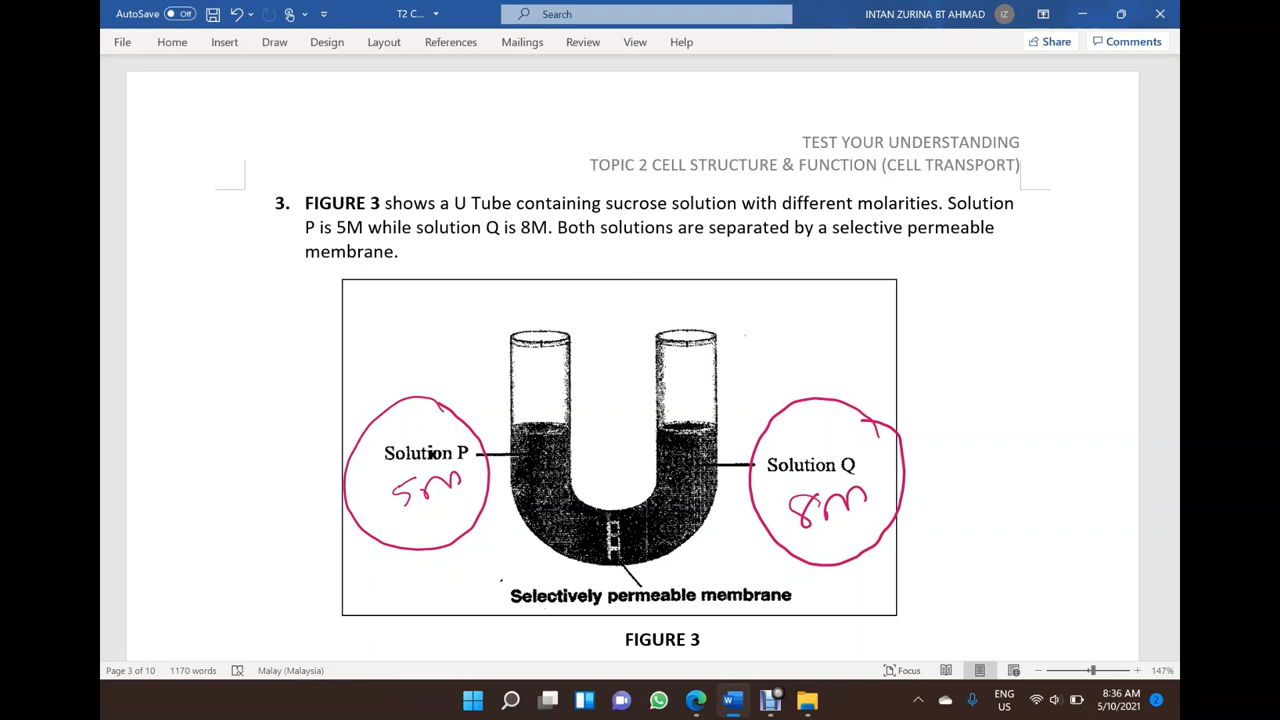 AutoSave Off T2 C... Search INTAN ZURINA BT AHMAD IZ
File Home Insert Draw Design Layout References Mailings Review View Help Share Comments
TEST YOUR UNDERSTANDING
TOPIC 2 CELL STRUCTURE & FUNCTION (CELL TRANSPORT)
3. FIGURE 3 shows a U Tube containing sucrose solution with different molarities. Solution
P is 5M while solution Q is 8M. Both solutions are separated by a selective permeable
membrane.
Solution P
5M
Solution Q
8M
Selectively permeable membrane
FIGURE 3
Page 3 of 10 1170 words Malay (Malaysia) Focus 147%
ENG
US
8:36 AM
5/10/2021
2